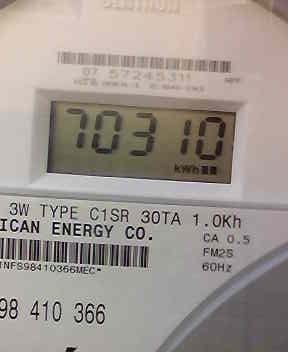 07 57245311
70310
kWh
3W TYPE C1SR 30TA 1.0Kh
ICAN ENERGY CO.
CA 0.5
FM2S
60Hz
INFS98410366MEC*
98 410 366